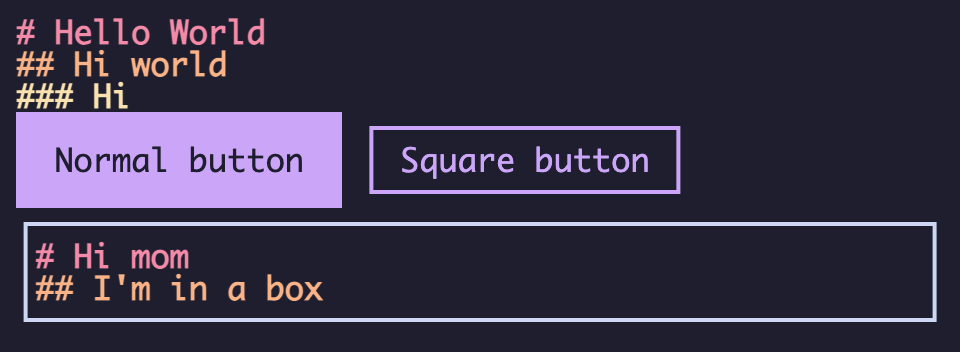 # Hello World
## Hi world
### Hi
Normal button Square button
# Hi mom
## I'm in a box